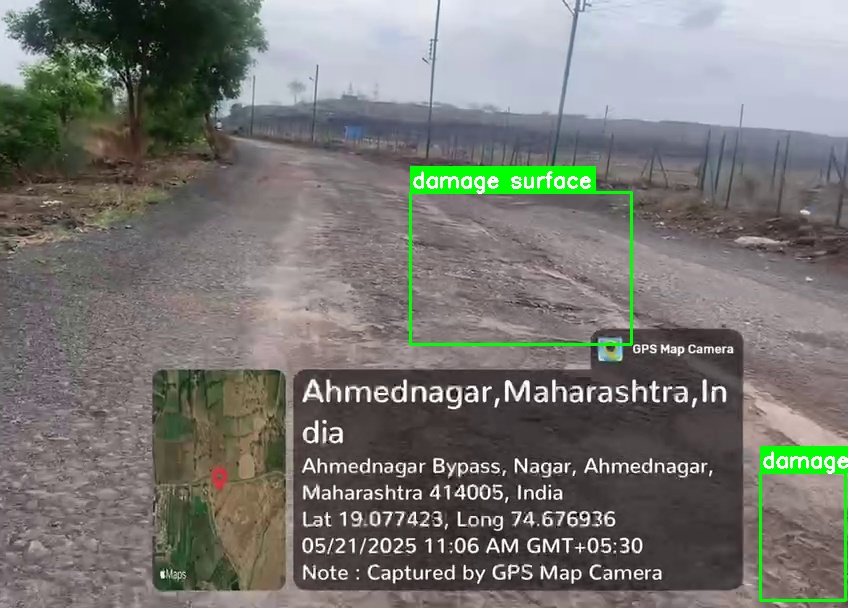 damage surface
GPS Map Camera
Ahmednagar,Maharashtra,In
dia
Ahmednagar Bypass, Nagar, Ahmednagar,
Maharashtra 414005, India
Lat 19.077423, Long 74.676936
05/21/2025 11:06 AM GMT+05:30
Note : Captured by GPS Map Camera
Maps
damage